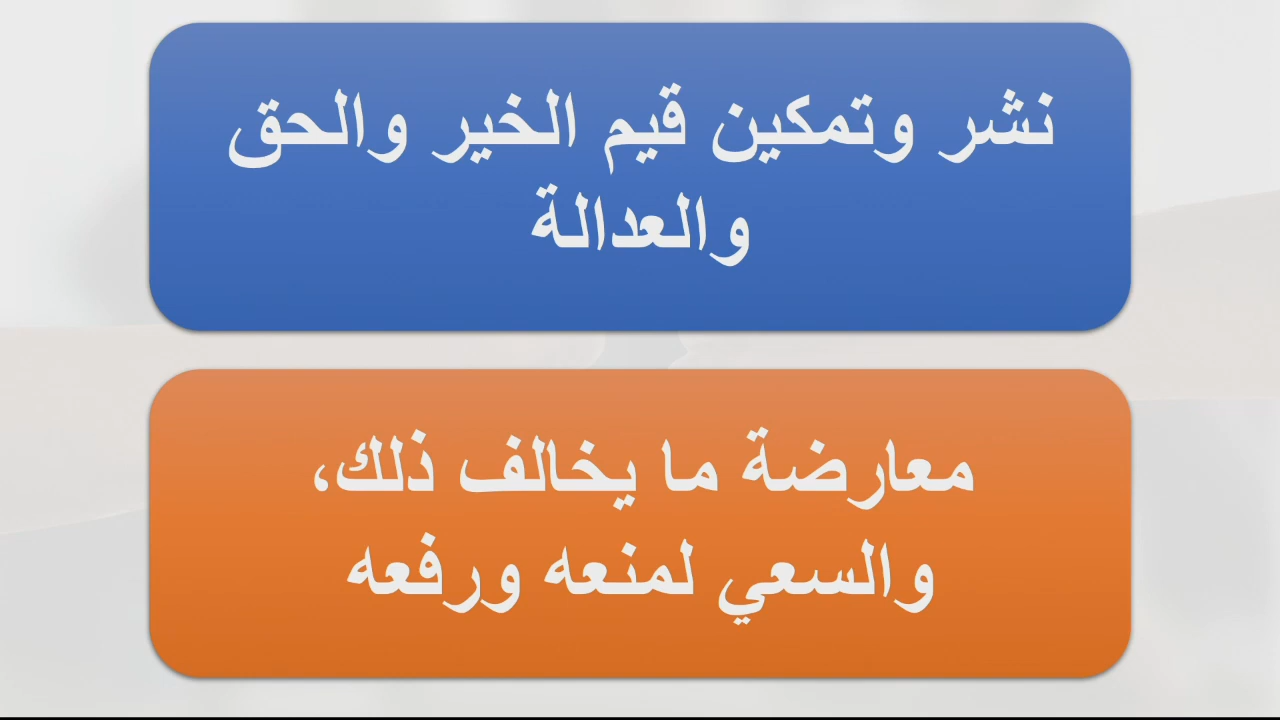 نشر وتمكين قيم الخير والحق
والعدالة
معارضة ما يخالف ذلك،
والسعي لمنعه ورفعه